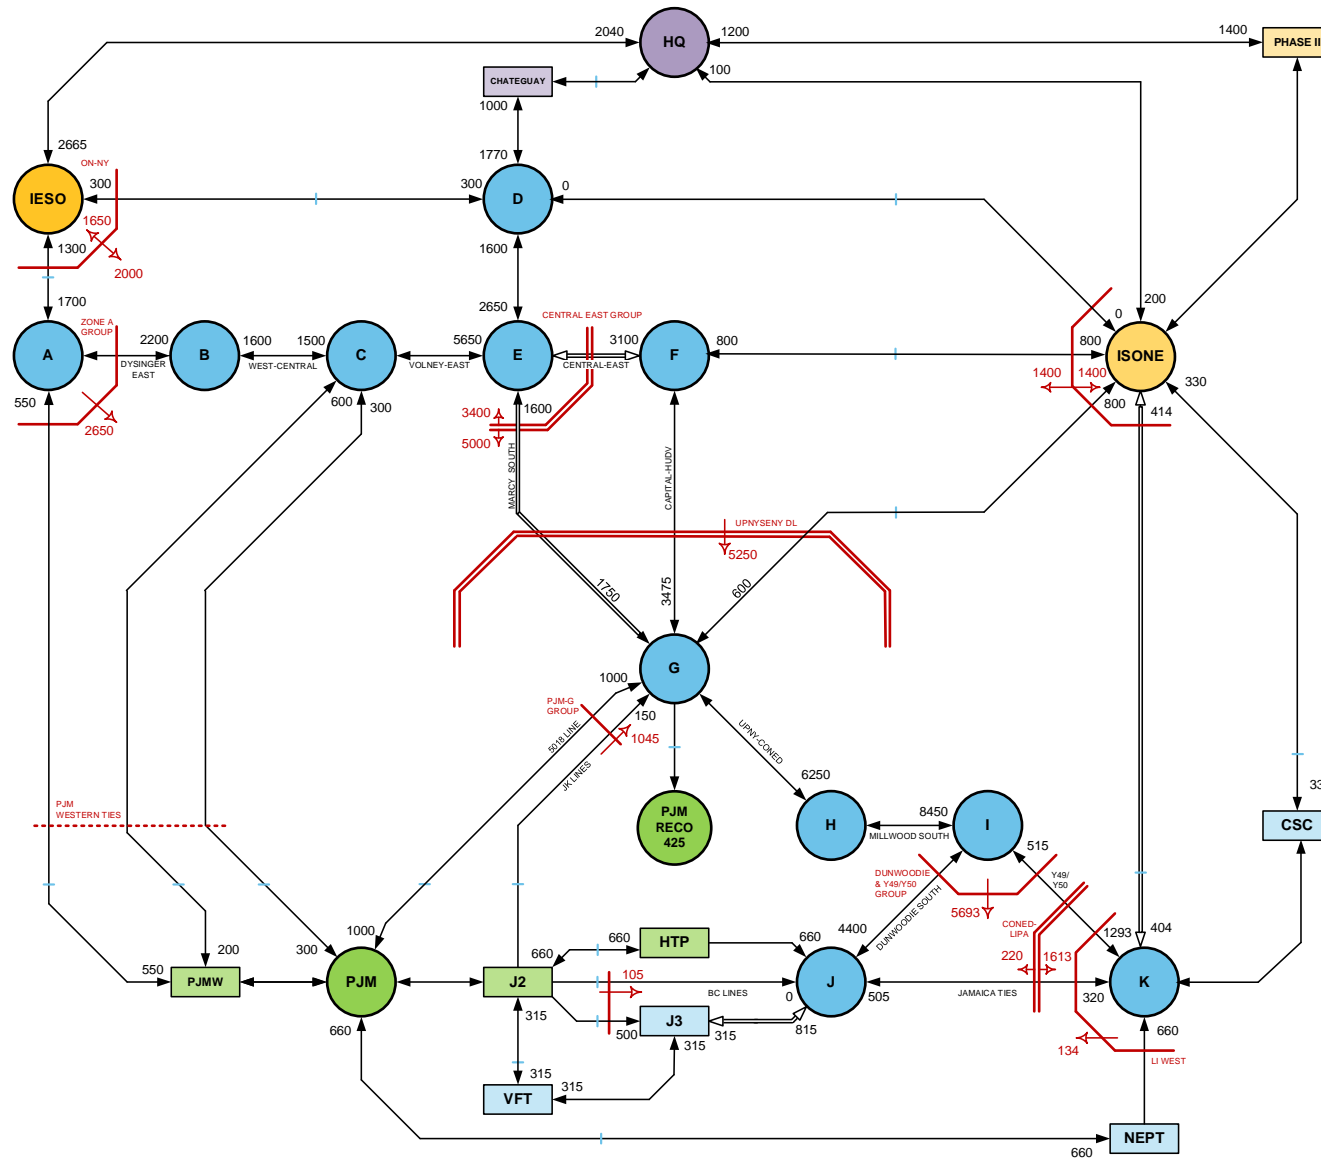 2040
HQ
1200
1400
PHASE II
100
CHATEGUAY
1000
2665
ON-NY
1770
200
IESO
300
300
D
0
1650
1300
2000
1600
1700
2650
0
200
ZONE A
GROUP
CENTRAL EAST GROUP
A
2200
B
1600
1500
C
5650
E
3100
F
800
800
ISONE
DYSINGER
EAST
WEST-CENTRAL
VOLNEY-EAST
CENTRAL-EAST
1400
1400
330
550
600
300
1600
800
414
2650
3400
5000
MARCY SOUTH
CAPITAL-HUDV
UPNYSENY DL
5250
1750
3475
600
G
1000
PJM-G
GROUP
150
1045
5018 LINE
JK LINES
UPNY-CONED
6250
PJM
WESTERN TIES
PJM
RECO
425
H
8450
I
MILLWOOD SOUTH
515
33
CSC
DUNWOODIE
& Y49/Y50
GROUP
Y49/
Y50
5693
DUNWOODIE SOUTH
CONED-
LIPA
1000
4400
1293
404
300
200
660
660
HTP
660
220
1613
550
PJMW
PJM
J2
105
BC LINES
0
J
505
JAMAICA TIES
320
K
660
315
500
J3
315
315
815
660
134
LI WEST
315
VFT
315
660
NEPT